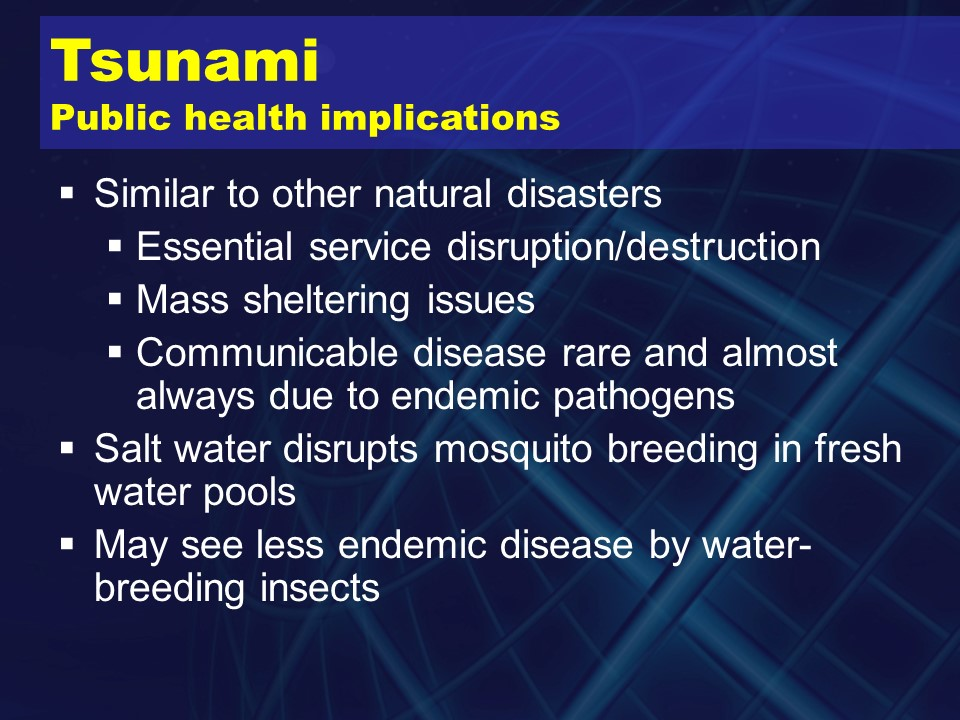 Tsunami
Public health implications
▪ Similar to other natural disasters
▪ Essential service disruption/destruction
▪ Mass sheltering issues
▪ Communicable disease rare and almost
always due to endemic pathogens
▪ Salt water disrupts mosquito breeding in fresh
water pools
▪ May see less endemic disease by water-
breeding insects